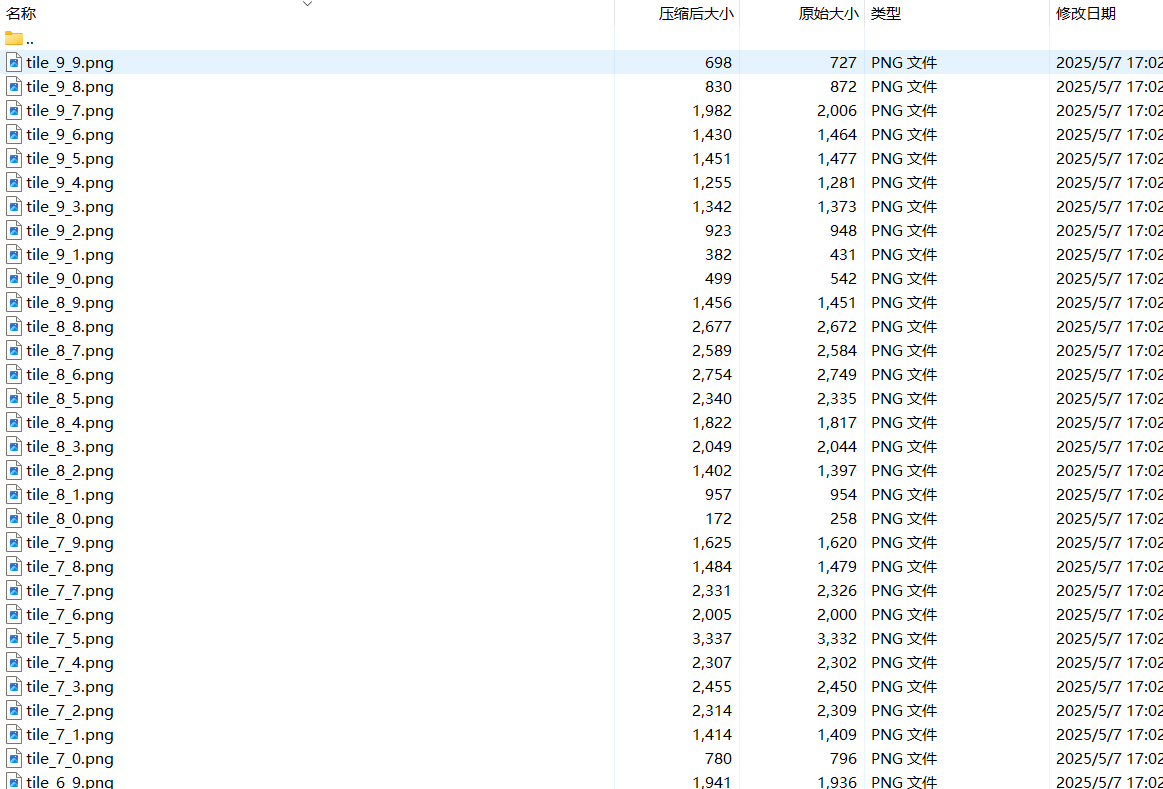 名称 压缩后大小 原始大小 类型 修改日期
..
tile_9_9.png 698 727 PNG 文件 2025/5/7 17:02
tile_9_8.png 830 872 PNG 文件 2025/5/7 17:02
tile_9_7.png 1,982 2,006 PNG 文件 2025/5/7 17:02
tile_9_6.png 1,430 1,464 PNG 文件 2025/5/7 17:02
tile_9_5.png 1,451 1,477 PNG 文件 2025/5/7 17:02
tile_9_4.png 1,255 1,281 PNG 文件 2025/5/7 17:02
tile_9_3.png 1,342 1,373 PNG 文件 2025/5/7 17:02
tile_9_2.png 923 948 PNG 文件 2025/5/7 17:02
tile_9_1.png 382 431 PNG 文件 2025/5/7 17:02
tile_9_0.png 499 542 PNG 文件 2025/5/7 17:02
tile_8_9.png 1,456 1,451 PNG 文件 2025/5/7 17:02
tile_8_8.png 2,677 2,672 PNG 文件 2025/5/7 17:02
tile_8_7.png 2,589 2,584 PNG 文件 2025/5/7 17:02
tile_8_6.png 2,754 2,749 PNG 文件 2025/5/7 17:02
tile_8_5.png 2,340 2,335 PNG 文件 2025/5/7 17:02
tile_8_4.png 1,822 1,817 PNG 文件 2025/5/7 17:02
tile_8_3.png 2,049 2,044 PNG 文件 2025/5/7 17:02
tile_8_2.png 1,402 1,397 PNG 文件 2025/5/7 17:02
tile_8_1.png 957 954 PNG 文件 2025/5/7 17:02
tile_8_0.png 172 258 PNG 文件 2025/5/7 17:02
tile_7_9.png 1,625 1,620 PNG 文件 2025/5/7 17:02
tile_7_8.png 1,484 1,479 PNG 文件 2025/5/7 17:02
tile_7_7.png 2,331 2,326 PNG 文件 2025/5/7 17:02
tile_7_6.png 2,005 2,000 PNG 文件 2025/5/7 17:02
tile_7_5.png 3,337 3,332 PNG 文件 2025/5/7 17:02
tile_7_4.png 2,307 2,302 PNG 文件 2025/5/7 17:02
tile_7_3.png 2,455 2,450 PNG 文件 2025/5/7 17:02
tile_7_2.png 2,314 2,309 PNG 文件 2025/5/7 17:02
tile_7_1.png 1,414 1,409 PNG 文件 2025/5/7 17:02
tile_7_0.png 780 796 PNG 文件 2025/5/7 17:02
tile_6_9.png 1,941 1,936 PNG 文件 2025/5/7 17:02